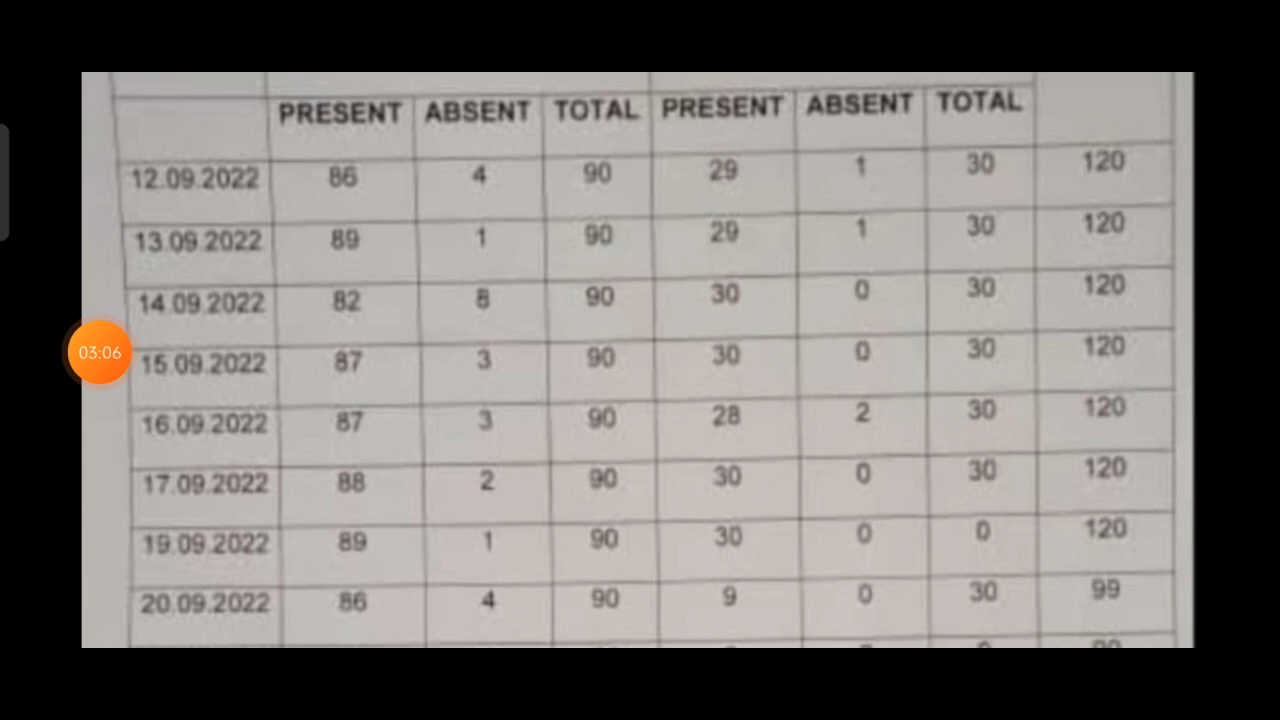 PRESENT ABSENT TOTAL PRESENT ABSENT TOTAL
12.09.2022 86 4 90 29 1 30 120
13.09.2022 89 1 90 29 1 30 120
14.09.2022 82 8 90 30 0 30 120
03:06
15.09.2022 87 3 90 30 0 30 120
16.09.2022 87 3 90 28 2 30 120
17.09.2022 88 2 90 30 0 30 120
19.09.2022 89 1 90 30 0 0 120
20.09.2022 86 4 90 9 0 30 99